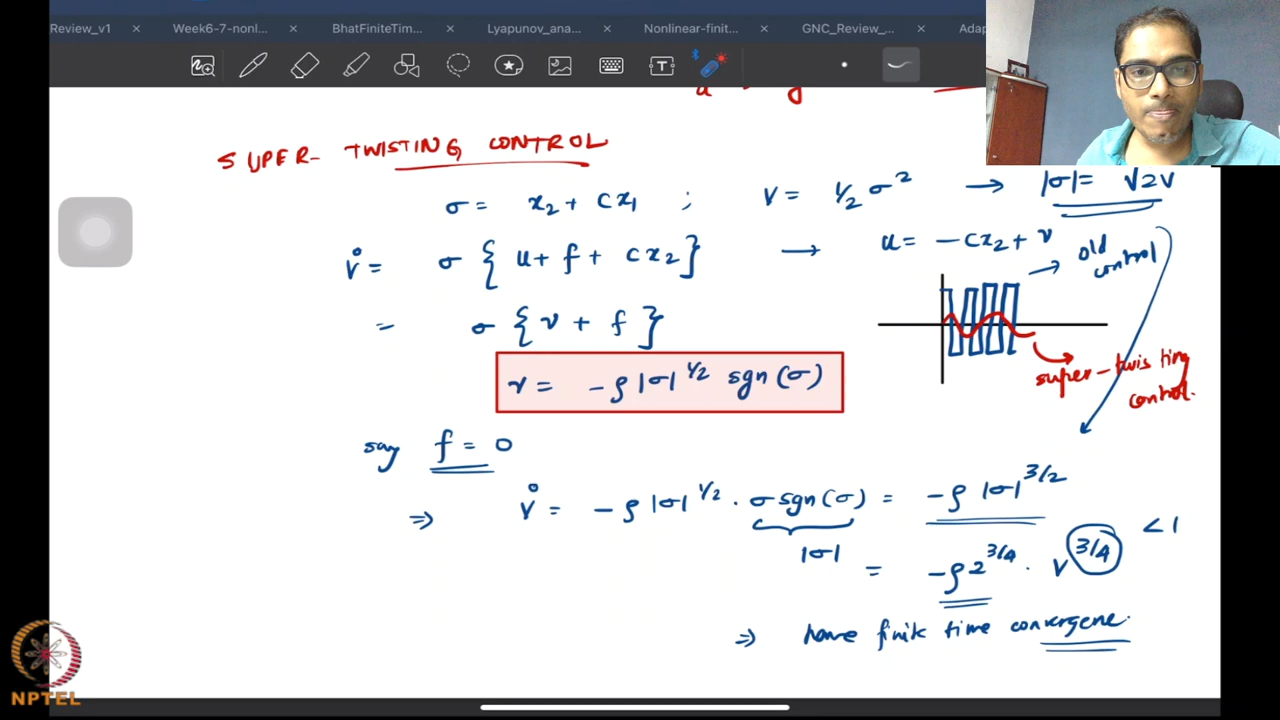 Review_v1 Week6-7-nonl... BhatFiniteTim... Lyapunov_ana... Nonlinear-finit... GNC_Review_... Adap
SUPER- TWISTING CONTROL
σ = x₂ + cx₁ ; V = 1/2 σ² → |σ| = √2V
V̇ = σ { u + f + cx₂ } → u = -cx₂ + ν
old control
= σ { ν + f }
ν = -ρ |σ|^1/2 sgn(σ)
super-twisting control.
say f = 0
⇒ V̇ = -ρ |σ|^1/2 . σ sgn(σ) = -ρ |σ|^3/2
|σ|
= -ρ 2^3/4 . V^3/4 < 1
⇒ have finite time convergene.
NPTEL